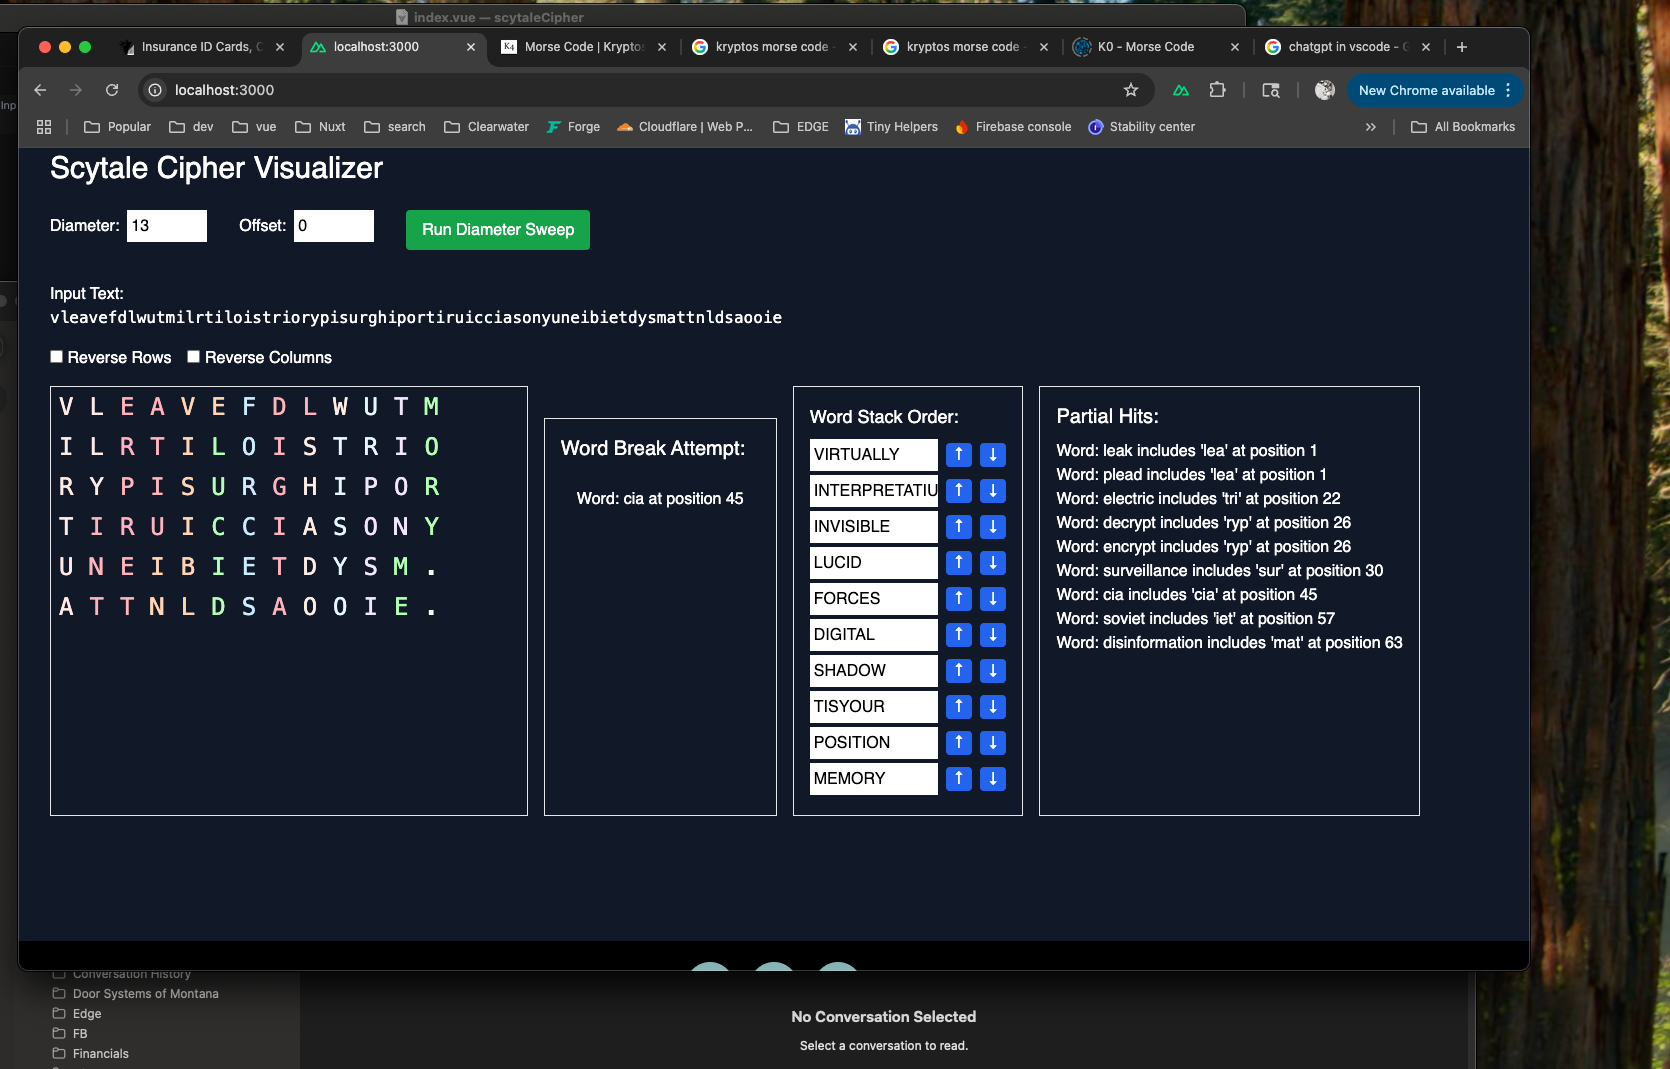 index.vue — scytaleCipher
Insurance ID Cards, C
localhost:3000
Morse Code | Krypto
kryptos morse code -
kryptos morse code -
K0 - Morse Code
chatgpt in vscode - G
localhost:3000
New Chrome available
Inp
Popular
dev
vue
Nuxt
search
Clearwater
Forge
Cloudflare | Web P...
EDGE
Tiny Helpers
Firebase console
Stability center
»
All Bookmarks
Scytale Cipher Visualizer
Diameter: 13
Offset: 0
Run Diameter Sweep
Input Text:
vleavefdlwutmilrtiloistriorypisurghiportiruicciasonyuneibietdysmattnldsaooie
Reverse Rows
Reverse Columns
V L E A V E F D L W U T M
I L R T I L O I S T R I O
R Y P I S U R G H I P O R
T I R U I C C I A S O N Y
U N E I B I E T D Y S M .
A T T N L D S A O O I E .
Word Break Attempt:
Word: cia at position 45
Word Stack Order:
VIRTUALLY ↑ ↓
INTERPRETATIU ↑ ↓
INVISIBLE ↑ ↓
LUCID ↑ ↓
FORCES ↑ ↓
DIGITAL ↑ ↓
SHADOW ↑ ↓
TISYOUR ↑ ↓
POSITION ↑ ↓
MEMORY ↑ ↓
Partial Hits:
Word: leak includes 'lea' at position 1
Word: plead includes 'lea' at position 1
Word: electric includes 'tri' at position 22
Word: decrypt includes 'ryp' at position 26
Word: encrypt includes 'ryp' at position 26
Word: surveillance includes 'sur' at position 30
Word: cia includes 'cia' at position 45
Word: soviet includes 'iet' at position 57
Word: disinformation includes 'mat' at position 63
Conversation History
Door Systems of Montana
Edge
FB
Financials
No Conversation Selected
Select a conversation to read.